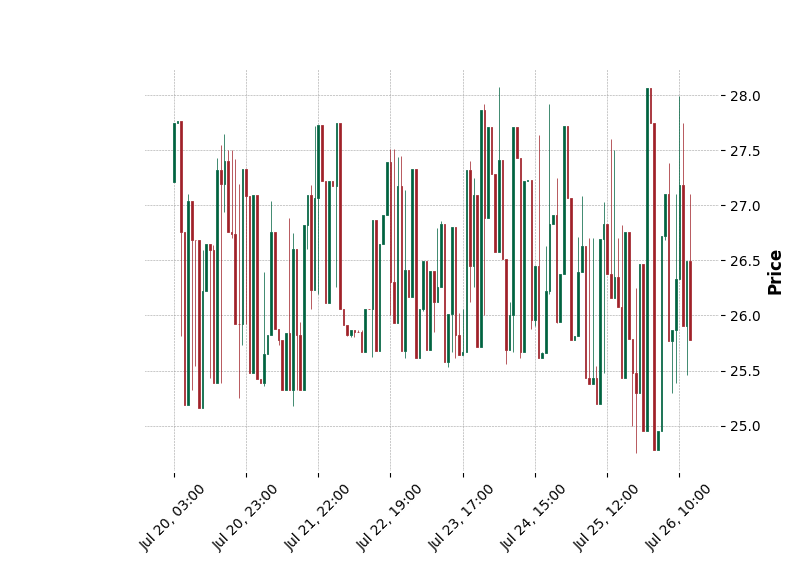 28.0
27.5
27.0
26.5
26.0
25.5
25.0
Price
Jul 20, 03:00
Jul 20, 23:00
Jul 21, 22:00
Jul 22, 19:00
Jul 23, 17:00
Jul 24, 15:00
Jul 25, 12:00
Jul 26, 10:00